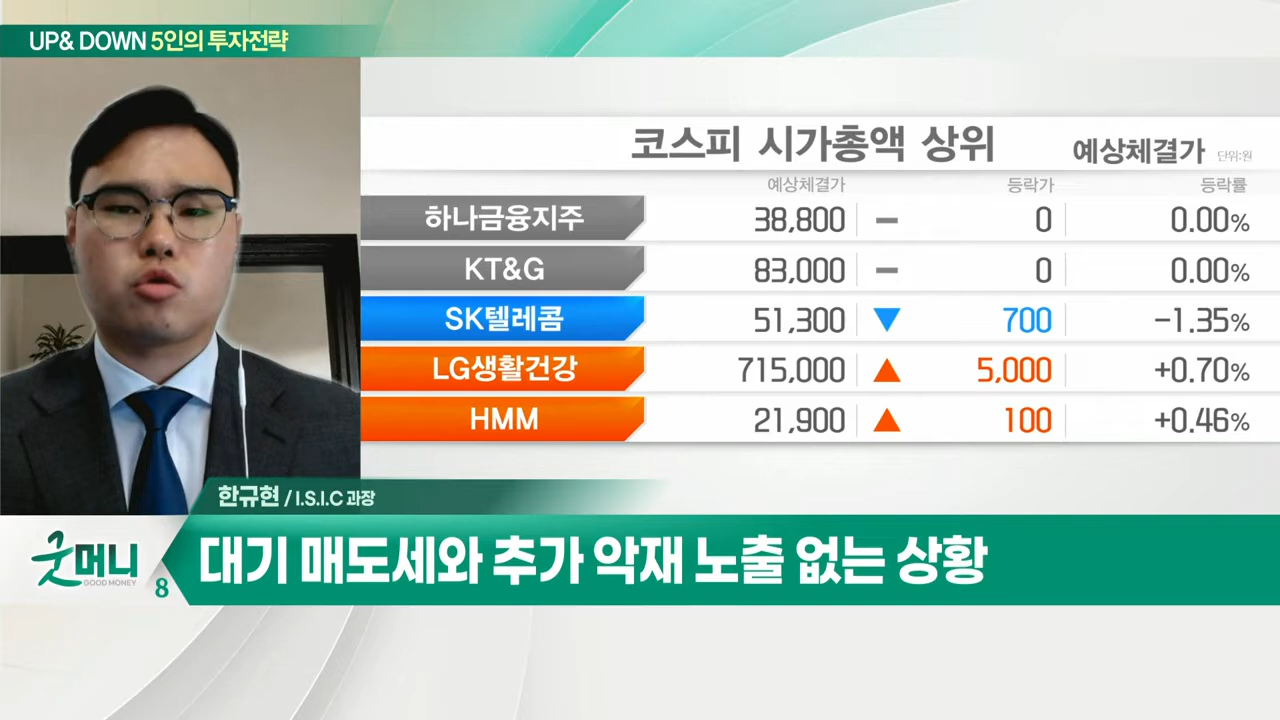 UP& DOWN 5인의 투자전략
코스피 시가총액 상위 예상체결가 단위:원
예상체결가 등락가 등락률
하나금융지주 38,800 – 0 0.00%
KT&G 83,000 – 0 0.00%
SK텔레콤 51,300 ▼ 700 -1.35%
LG생활건강 715,000 ▲ 5,000 +0.70%
HMM 21,900 ▲ 100 +0.46%
한규현 / I.S.I.C 과장
굿머니
GOOD MONEY
8
대기 매도세와 추가 악재 노출 없는 상황